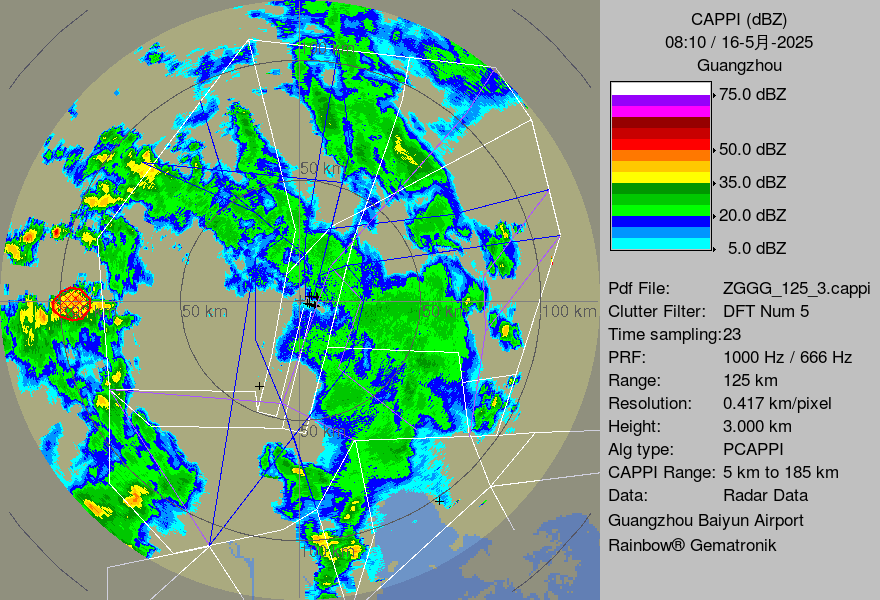 CAPPI (dBZ)
08:10 / 16-5月-2025
Guangzhou
75.0 dBZ
50.0 dBZ
35.0 dBZ
20.0 dBZ
5.0 dBZ
Pdf File: ZGGG_125_3.cappi
Clutter Filter: DFT Num 5
Time sampling:23
PRF: 1000 Hz / 666 Hz
Range: 125 km
Resolution: 0.417 km/pixel
Height: 3.000 km
Alg type: PCAPPI
CAPPI Range: 5 km to 185 km
Data: Radar Data
Guangzhou Baiyun Airport
Rainbow® Gematronik
100 km
50 km
50 km
50 km
100 km
50 km
100 km